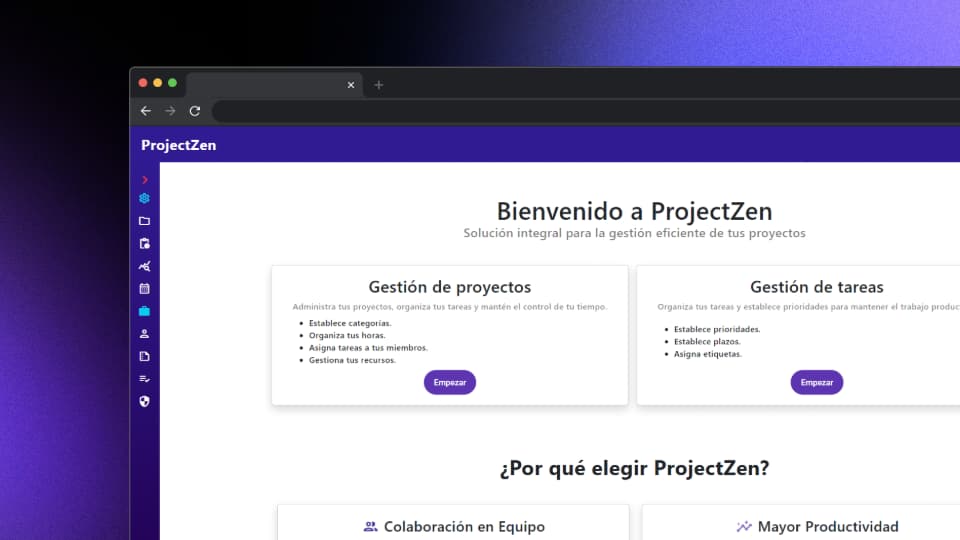 ProjectZen
Bienvenido a ProjectZen
Solución integral para la gestión eficiente de tus proyectos
Gestión de proyectos
Administra tus proyectos, organiza tus tareas y mantén el control de tu tiempo.
Establece categorías.
Organiza tus horas.
Asigna tareas a tus miembros.
Gestiona tus recursos.
Empezar
Gestión de tareas
Organiza tus tareas y establece prioridades para mantener el trabajo
Establece prioridades.
Establece plazos.
Asigna etiquetas.
Empezar
¿Por qué elegir ProjectZen?
Colaboración en Equipo
Mayor Productividad